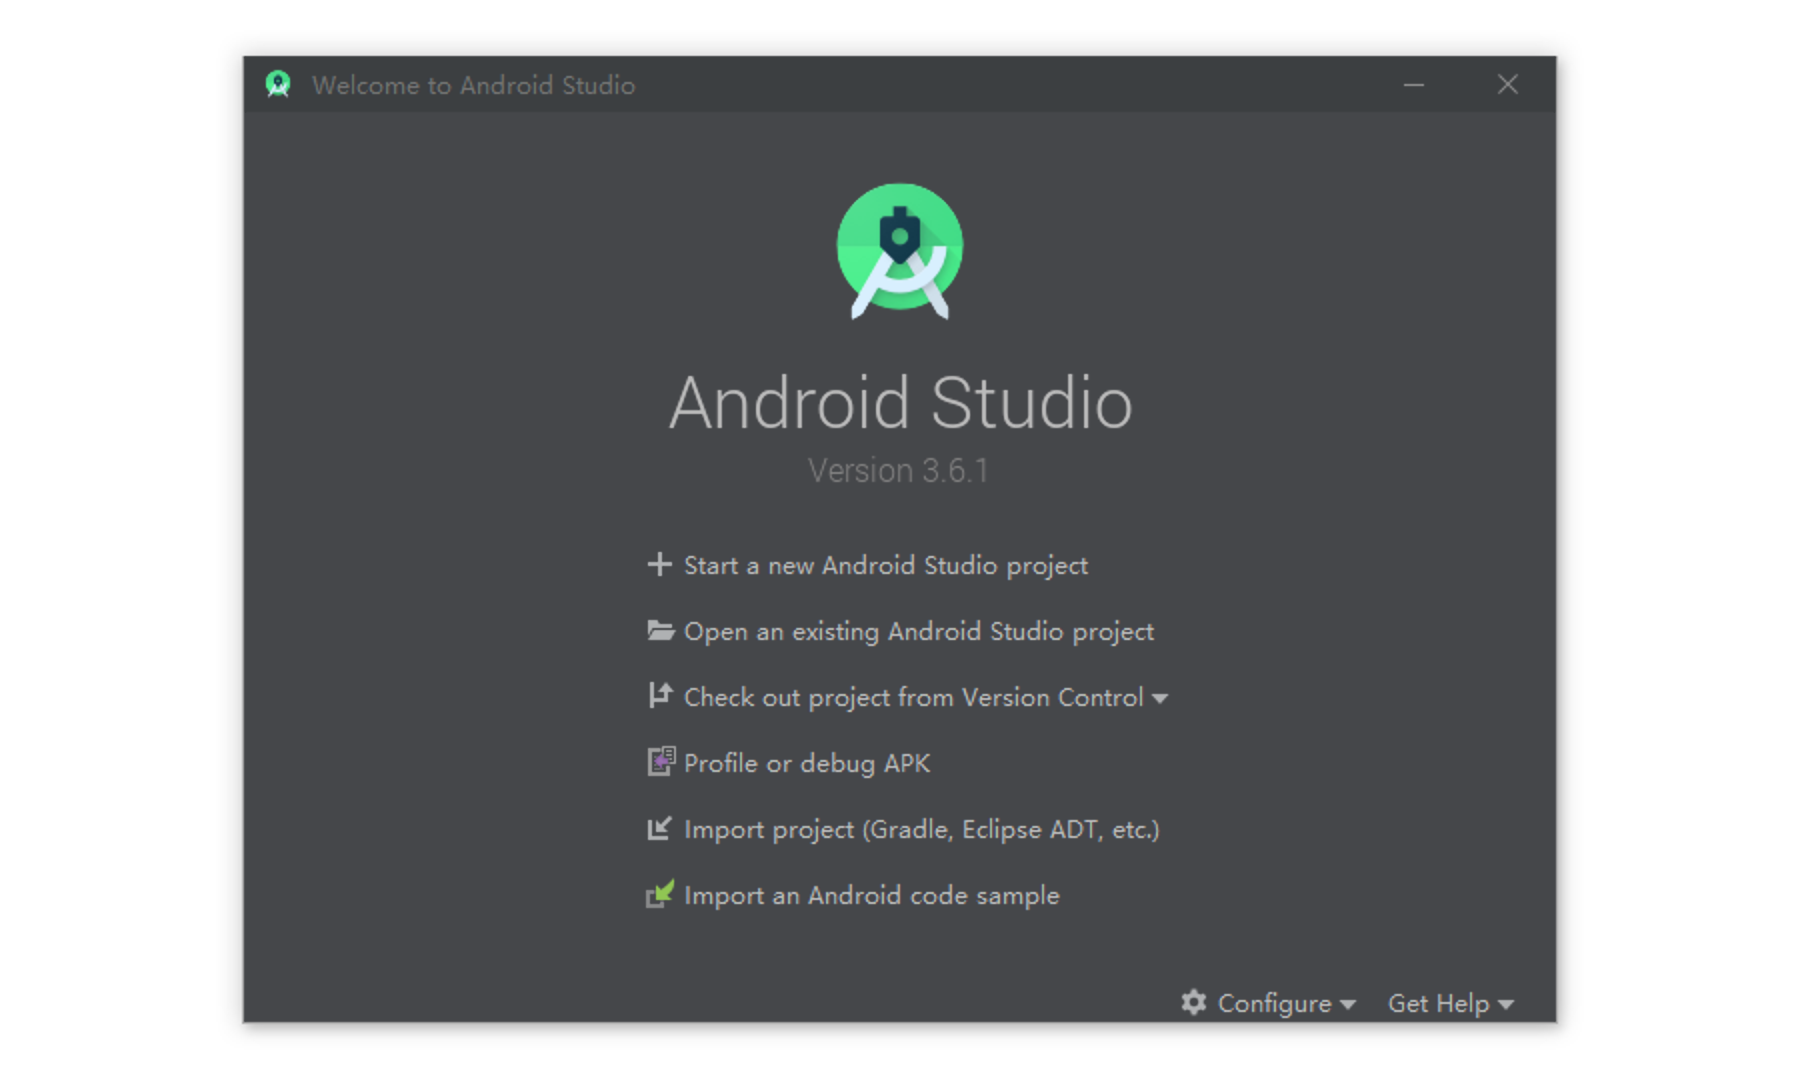 Welcome to Android Studio
Android Studio
Version 3.6.1
Start a new Android Studio project
Open an existing Android Studio project
Check out project from Version Control
Profile or debug APK
Import project (Gradle, Eclipse ADT, etc.)
Import an Android code sample
Configure Get Help